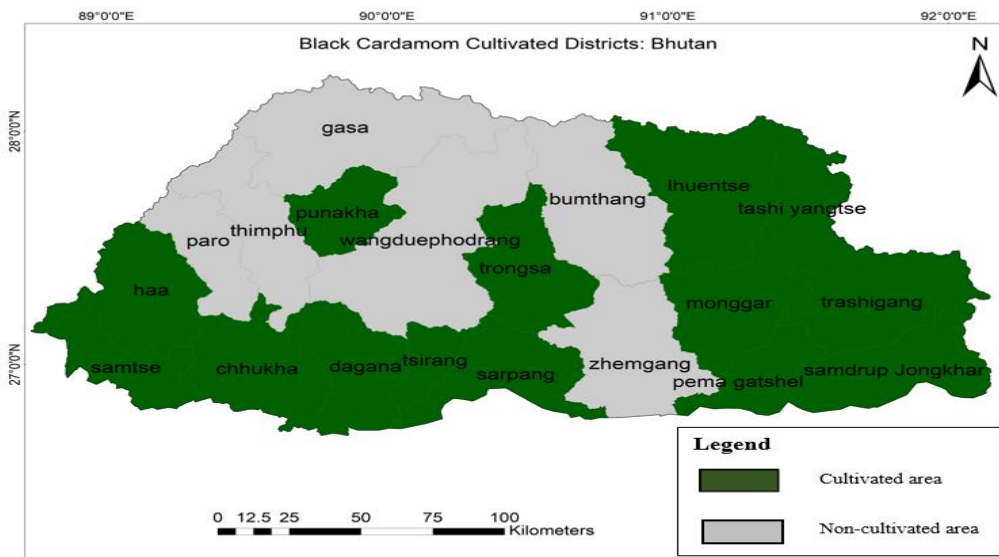 89°0'0"E 90°0'0"E 91°0'0"E 92°0'0"E
Black Cardamom Cultivated Districts: Bhutan
N
28°0'0"N
27°0'0"N
gasa
punakha
bumthang
lhuentse
tashi yangtse
paro
thimphu
wangduephodrang
trongsa
haa
monggar
trashigang
samtse
chhukha
dagana
tsirang
sarpang
zhemgang
pema gatshel
samdrup Jongkhar
Legend
Cultivated area
Non-cultivated area
0 12.5 25 50 75 100
Kilometers